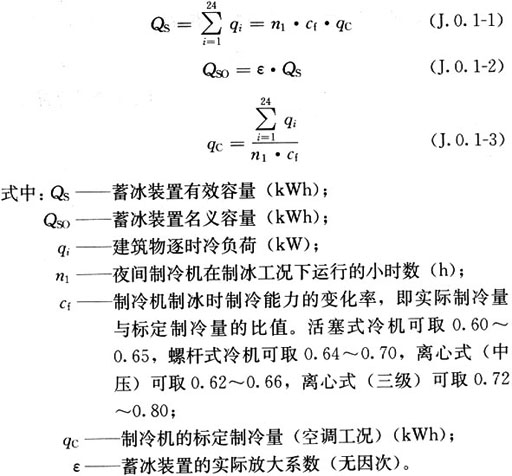 Q_S = \sum_{i=1}^{24} q_i = n_1 · c_f · q_C (J.0.1-1)
Q_{SO} = ε · Q_S (J.0.1-2)
q_C = \frac{\sum_{i=1}^{24} q_i}{n_1 · c_f} (J.0.1-3)
式中：Q_S——蓄冰装置有效容量（kWh）；
Q_{SO}——蓄冰装置名义容量（kWh）；
q_i——建筑物逐时冷负荷（kW）；
n_1——夜间制冷机在制冰工况下运行的小时数（h）；
c_f——制冷机制冰时制冷能力的变化率，即实际制冷量
与标定制冷量的比值。活塞式冷机可取 0.60～
0.65，螺杆式冷机可取 0.64～0.70，离心式（中
压）可取 0.62～0.66，离心式（三级）可取 0.72
～0.80；
q_C——制冷机的标定制冷量（空调工况）（kWh）；
ε——蓄冰装置的实际放大系数（无因次）。